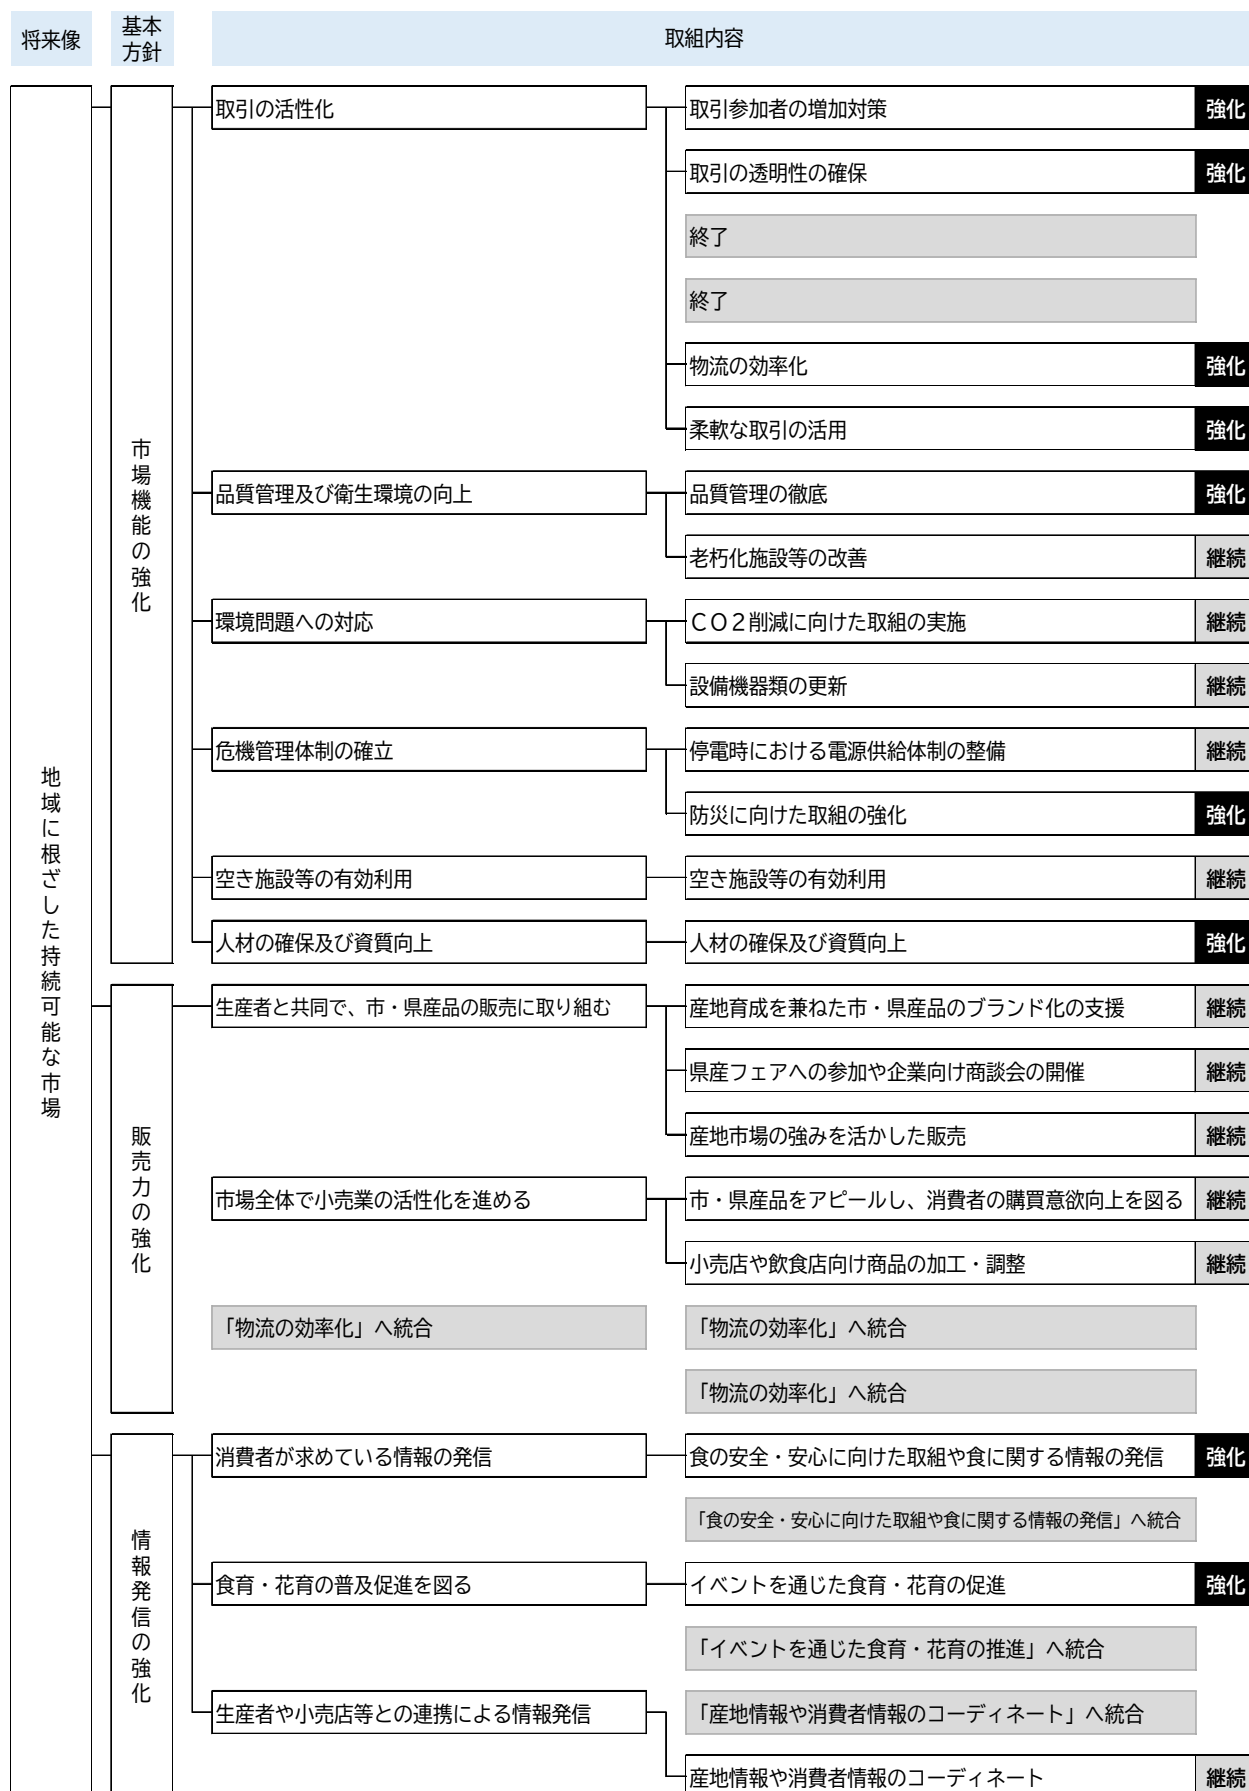 将来像
基本
方針
取組内容
地域に根ざした持続可能な市場
市場機能の強化
取引の活性化
取引参加者の増加対策 強化
取引の透明性の確保 強化
終了
終了
物流の効率化 強化
柔軟な取引の活用 強化
品質管理及び衛生環境の向上
品質管理の徹底 強化
老朽化施設等の改善 継続
環境問題への対応
ＣＯ２削減に向けた取組の実施 継続
設備機器類の更新 継続
危機管理体制の確立
停電時における電源供給体制の整備 継続
防災に向けた取組の強化 強化
空き施設等の有効利用
空き施設等の有効利用 継続
人材の確保及び資質向上
人材の確保及び資質向上 強化
販売力の強化
生産者と共同で、市・県産品の販売に取り組む
産地育成を兼ねた市・県産品のブランド化の支援 継続
県産フェアへの参加や企業向け商談会の開催 継続
産地市場の強みを活かした販売 継続
市場全体で小売業の活性化を進める
市・県産品をアピールし、消費者の購買意欲向上を図る 継続
小売店や飲食店向け商品の加工・調整 継続
「物流の効率化」へ統合
「物流の効率化」へ統合
「物流の効率化」へ統合
情報発信の強化
消費者が求めている情報の発信
食の安全・安心に向けた取組や食に関する情報の発信 強化
「食の安全・安心に向けた取組や食に関する情報の発信」へ統合
食育・花育の普及促進を図る
イベントを通じた食育・花育の促進 強化
「イベントを通じた食育・花育の推進」へ統合
生産者や小売店等との連携による情報発信
「産地情報や消費者情報のコーディネート」へ統合
産地情報や消費者情報のコーディネート 継続